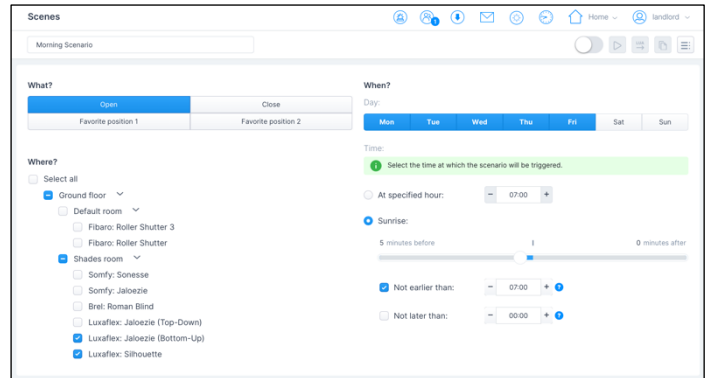 Scenes
1
Home
landlord
Morning Scenario
What?
Open
Close
Favorite position 1
Favorite position 2
Where?
Select all
Ground floor
Default room
Fibaro: Roller Shutter 3
Fibaro: Roller Shutter
Shades room
Somfy: Sonesse
Somfy: Jaloezie
Brel: Roman Blind
Luxaflex: Jaloezie (Top-Down)
Luxaflex: Jaloezie (Bottom-Up)
Luxaflex: Silhouette
When?
Day:
Mon Tue Wed Thu Fri Sat Sun
Time:
Select the time at which the scenario will be triggered.
At specified hour: - 07:00 +
Sunrise:
5 minutes before 0 minutes after
Not earlier than: - 07:00 + ?
Not later than: - 00:00 + ?